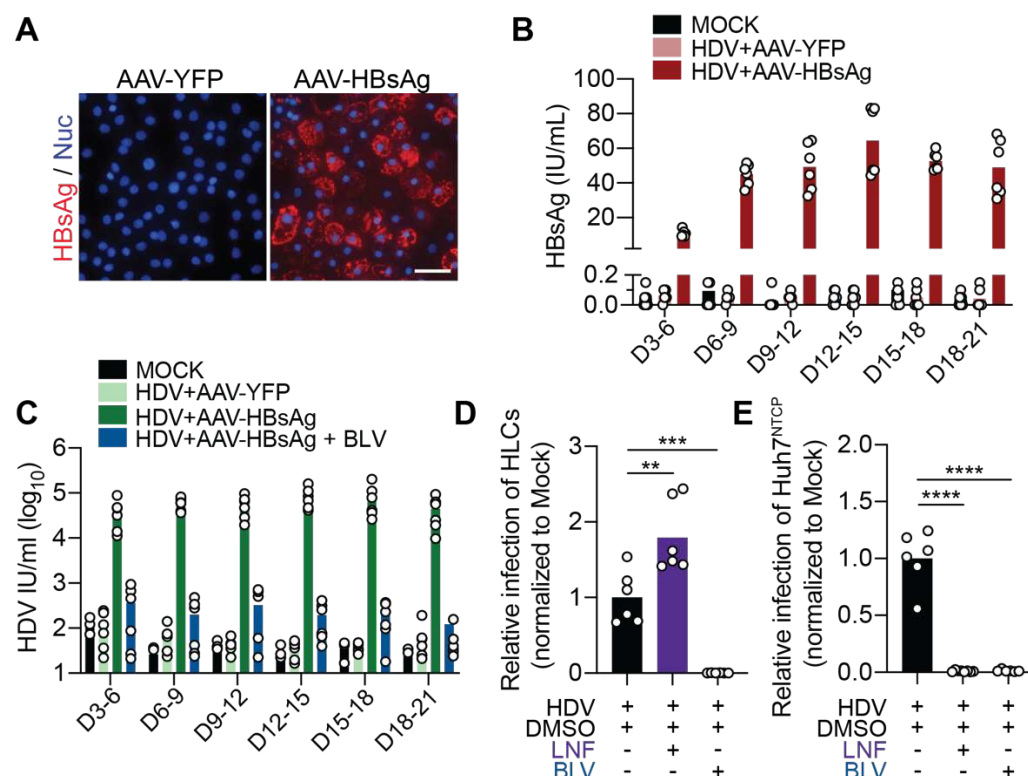 A
AAV-YFP
AAV-HBsAg
HBsAg / Nuc
B
MOCK
HDV+AAV-YFP
HDV+AAV-HBsAg
HBsAg (IU/mL)
100
80
60
40
20
0.2
0.0
D3-6
D6-9
D9-12
D12-15
D15-18
D18-21
C
MOCK
HDV+AAV-YFP
HDV+AAV-HBsAg
HDV+AAV-HBsAg + BLV
HDV IU/ml (log10)
6
5
4
3
2
1
D3-6
D6-9
D9-12
D12-15
D15-18
D18-21
D
Relative infection of HLCs
(normalized to Mock)
3
2
1
0
***
**
HDV + + +
DMSO + + +
LNF - + -
BLV - - +
E
Relative infection of Huh7NTCP
(normalized to Mock)
2.0
1.5
1.0
0.5
0.0
****
****
HDV + + +
DMSO + + +
LNF - + -
BLV - - +